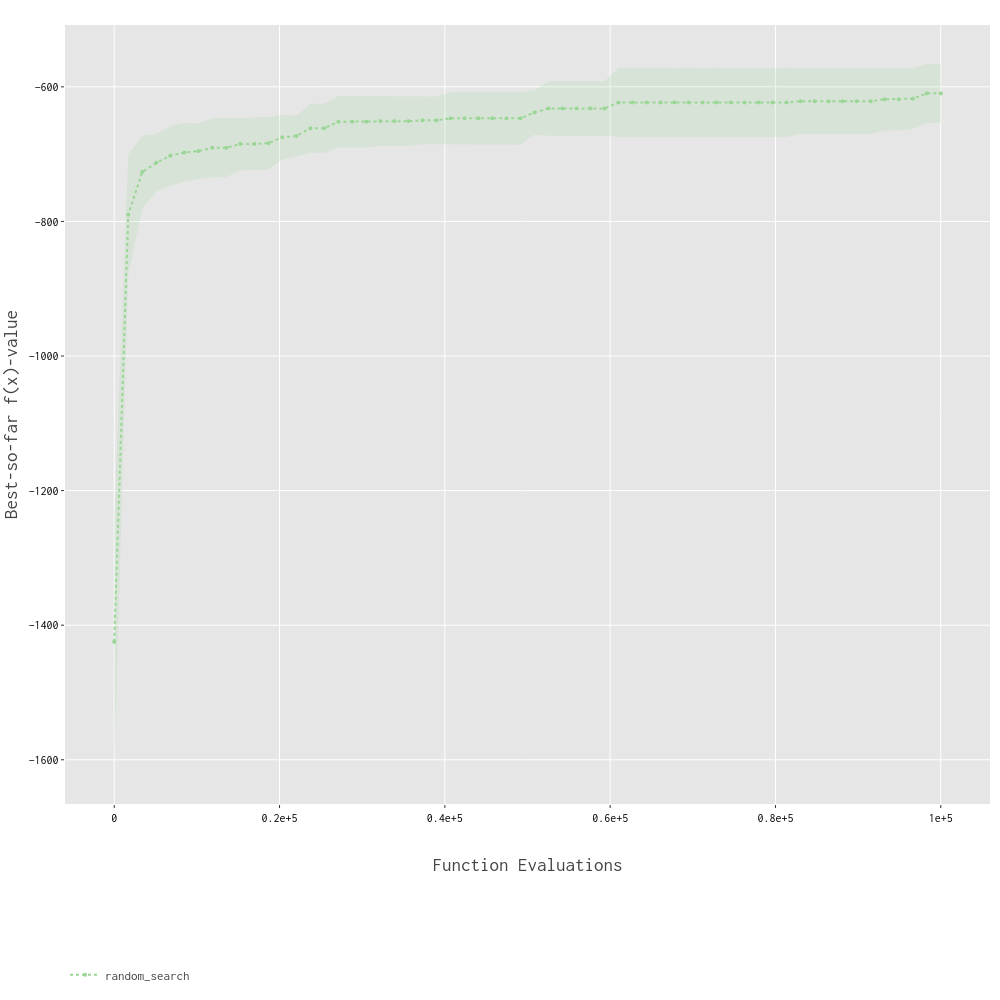 −600
−800
−1000
−1200
−1400
−1600
Best-so-far f(x)-value
0
0.2e+5
0.4e+5
0.6e+5
0.8e+5
1e+5
Function Evaluations
random_search